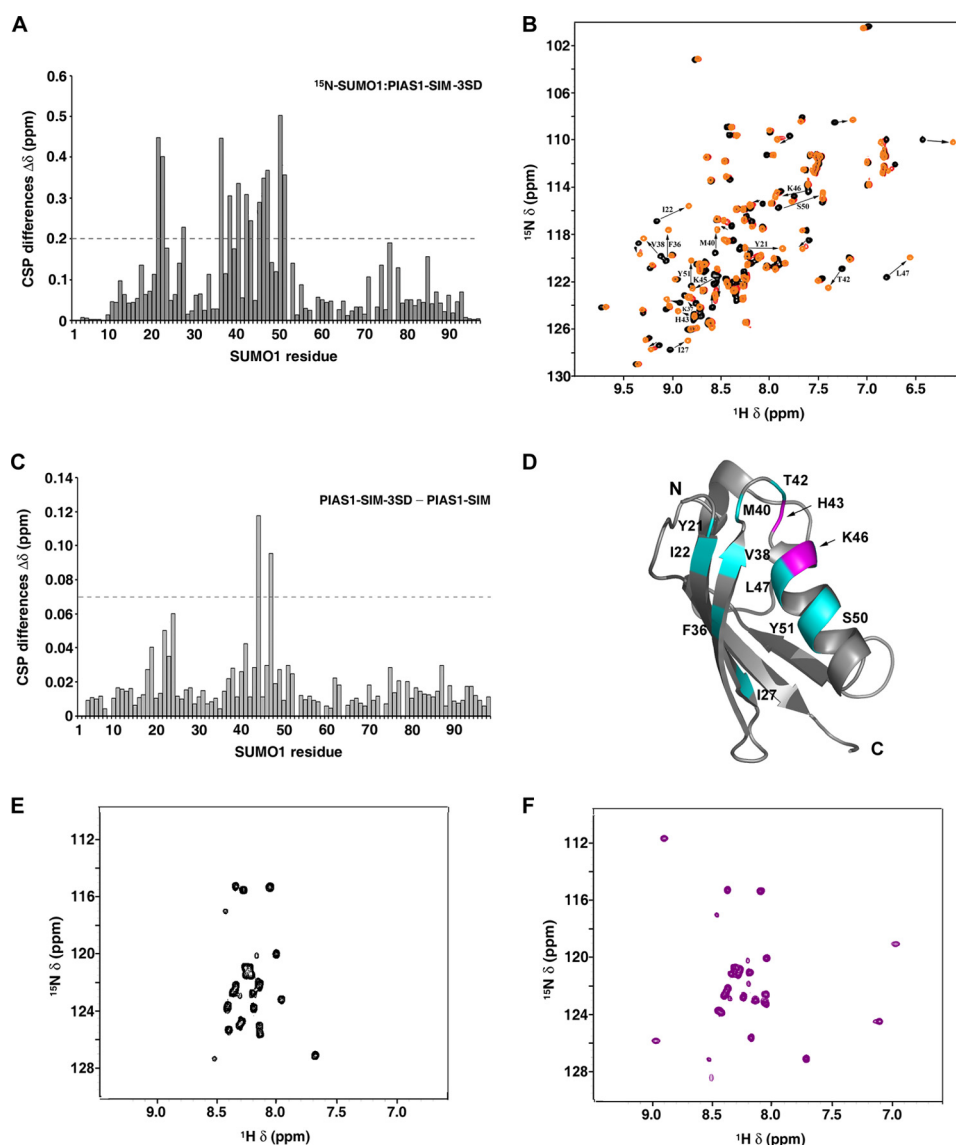 A
¹⁵N-SUMO1:PIAS1-SIM-3SD
CSP differences Δδ (ppm)
0.6
0.5
0.4
0.3
0.2
0.1
0
1 10 20 30 40 50 60 70 80 90
SUMO1 residue
B
¹⁵N δ (ppm)
102
106
110
114
118
122
126
130
K46
S50
I22
V38
F36
M40
Y21
Y51
K45
T42
L47
K37
H43
I27
9.5 9.0 8.5 8.0 7.5 7.0 6.5
¹H δ (ppm)
C
PIAS1-SIM-3SD – PIAS1-SIM
CSP differences Δδ (ppm)
0.14
0.12
0.10
0.08
0.06
0.04
0.02
0
1 10 20 30 40 50 60 70 80 90
SUMO1 residue
D
T42
N
H43
M40
Y21
K46
I22
V38
L47
S50
F36
Y51
I27
C
E
¹⁵N δ (ppm)
112
116
120
124
128
9.0 8.5 8.0 7.5 7.0
¹H δ (ppm)
F
¹⁵N δ (ppm)
112
116
120
124
128
9.0 8.5 8.0 7.5 7.0
¹H δ (ppm)